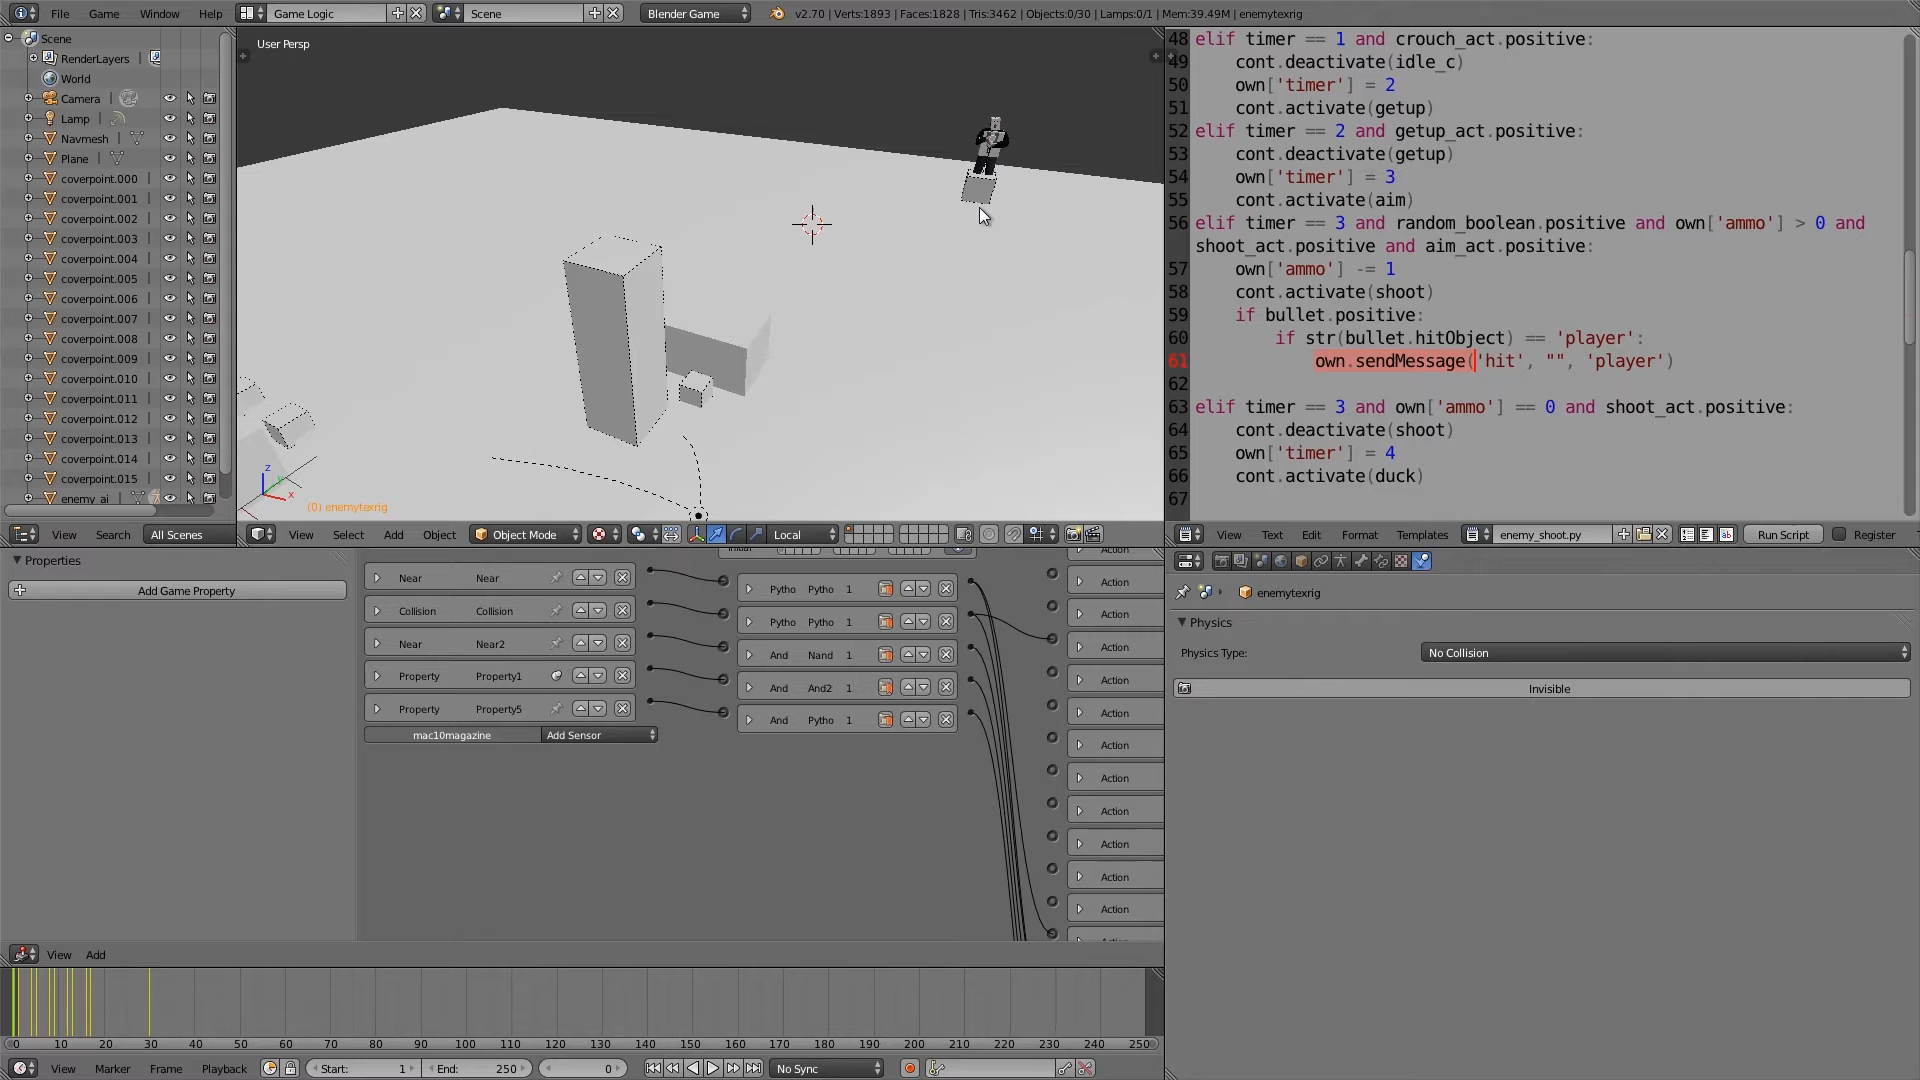 File Game Window Help Game Logic Scene Blender Game v2.70 | Verts:1893 | Faces:1828 | Tris:3462 | Objects:0/30 | Lamps:0/1 | Mem:39.49M | enemytexrig
Scene
RenderLayers
World
Camera
Lamp
Navmesh
Plane
coverpoint.000
coverpoint.001
coverpoint.002
coverpoint.003
coverpoint.004
coverpoint.005
coverpoint.006
coverpoint.007
coverpoint.008
coverpoint.009
coverpoint.010
coverpoint.011
coverpoint.012
coverpoint.013
coverpoint.014
coverpoint.015
enemy_ai
View Search All Scenes
User Persp
z
x
(0) enemytexrig
View Select Add Object Object Mode Local
48 elif timer == 1 and crouch_act.positive:
49 cont.deactivate(idle_c)
50 own['timer'] = 2
51 cont.activate(getup)
52 elif timer == 2 and getup_act.positive:
53 cont.deactivate(getup)
54 own['timer'] = 3
55 cont.activate(aim)
56 elif timer == 3 and random_boolean.positive and own['ammo'] > 0 and
shoot_act.positive and aim_act.positive:
57 own['ammo'] -= 1
58 cont.activate(shoot)
59 if bullet.positive:
60 if str(bullet.hitObject) == 'player':
61 own.sendMessage('hit', "", 'player')
62
63 elif timer == 3 and own['ammo'] == 0 and shoot_act.positive:
64 cont.deactivate(shoot)
65 own['timer'] = 4
66 cont.activate(duck)
67
View Text Edit Format Templates enemy_shoot.py Run Script Register
Properties
Add Game Property
Near Near
Collision Collision
Near Near2
Property Property1
Property Property5
mac10magazine Add Sensor
Pytho Pytho 1
Pytho Pytho 1
And Nand 1
And And2 1
And Pytho 1
Action
Action
Action
Action
Action
Action
Action
Action
Action
Action
Action
Action
View Add
enemytexrig
Physics
Physics Type: No Collision
Invisible
0 10 20 30 40 50 60 70 80 90 100 110 120 130 140 150 160 170 180 190 200 210 220 230 240 250
View Marker Frame Playback Start: 1 End: 250 0 No Sync